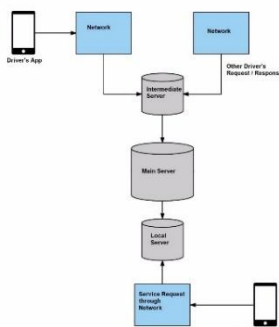 Network
Network
Driver's App
Other Driver's
Request / Respons
Intermediate
Server
Main Server
Local
Server
Service Request
through
Network